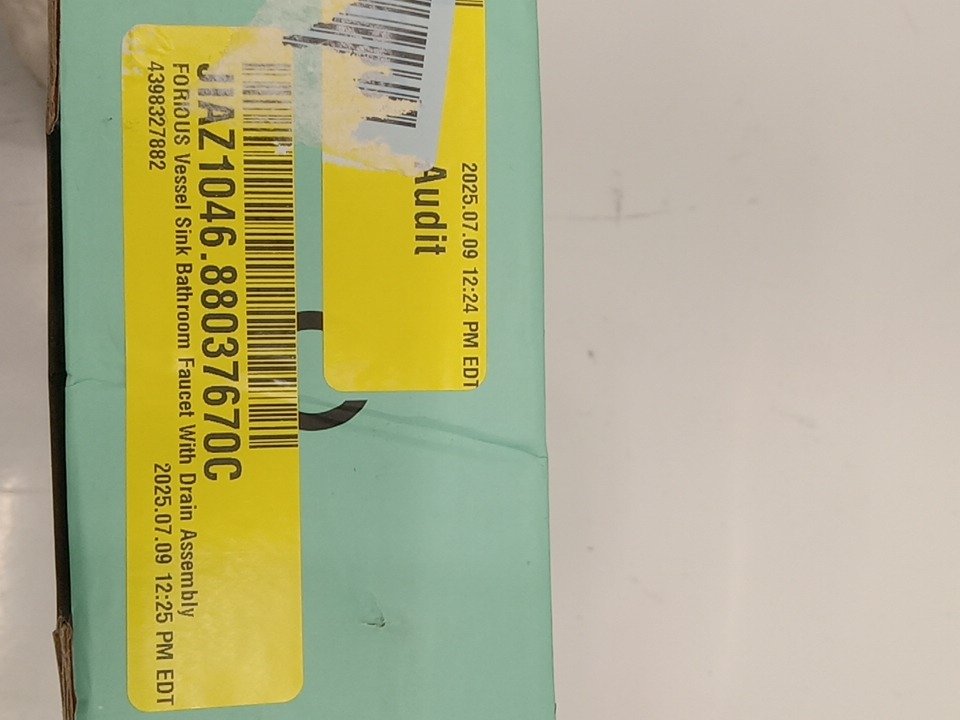 2025.07.09 12:24 PM EDT
Audit
JIAZ1046.88037670C
FORIOUS Vessel Sink Bathroom Faucet With Drain Assembly
4398327882
2025.07.09 12:25 PM EDT